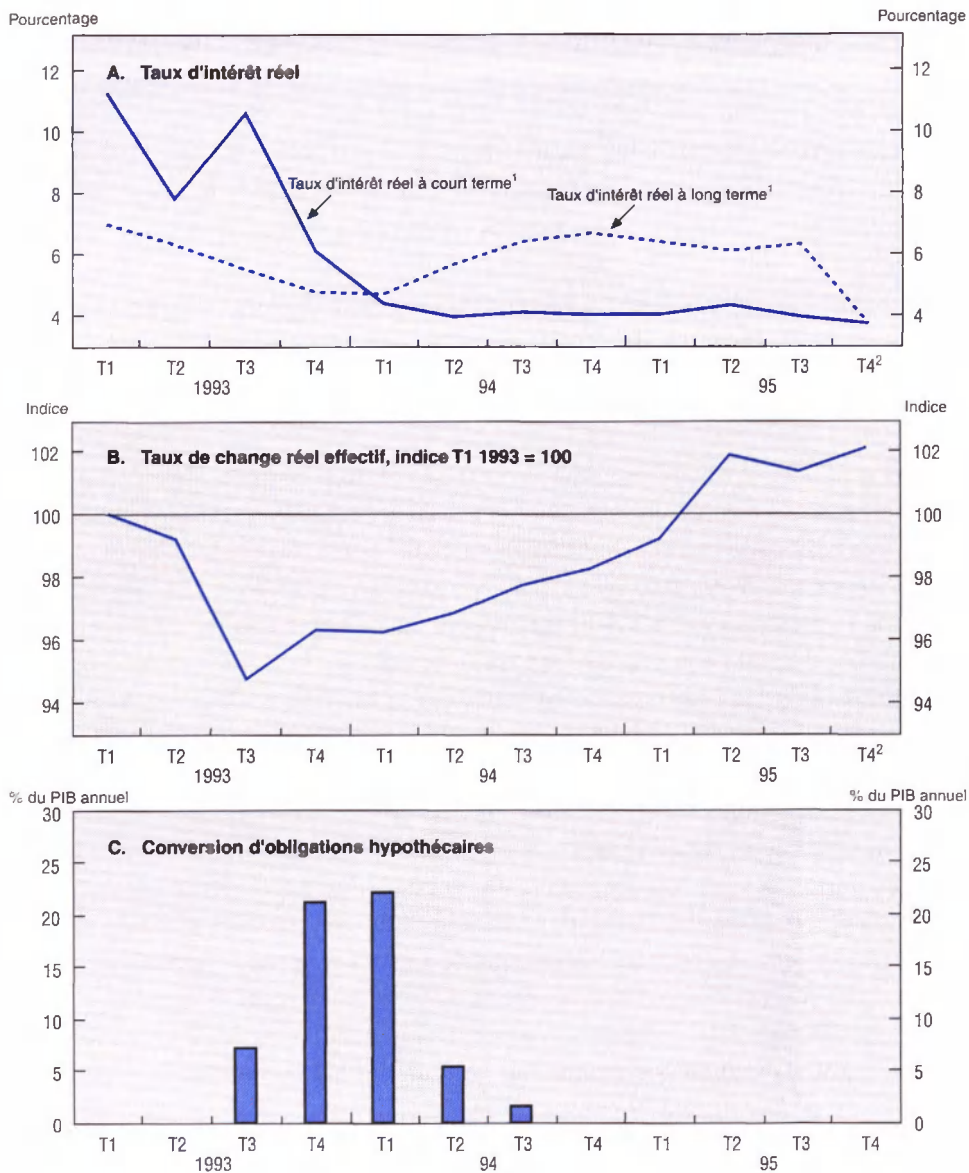 Pourcentage Pourcentage
A. Taux d'intérêt réel
12 12
10 10
8 8
Taux d'intérêt réel à court terme¹ Taux d'intérêt réel à long terme¹
6 6
4 4
T1 T2 T3 T4 T1 T2 T3 T4 T1 T2 T3 T4²
1993 94 95
Indice Indice
102 102
B. Taux de change réel effectif, indice T1 1993 = 100
100 100
98 98
96 96
94 94
T1 T2 T3 T4 T1 T2 T3 T4 T1 T2 T3 T4²
1993 94 95
% du PIB annuel % du PIB annuel
30 30
C. Conversion d'obligations hypothécaires
25 25
20 20
15 15
10 10
5 5
0 0
T1 T2 T3 T4 T1 T2 T3 T4 T1 T2 T3 T4
1993 94 95